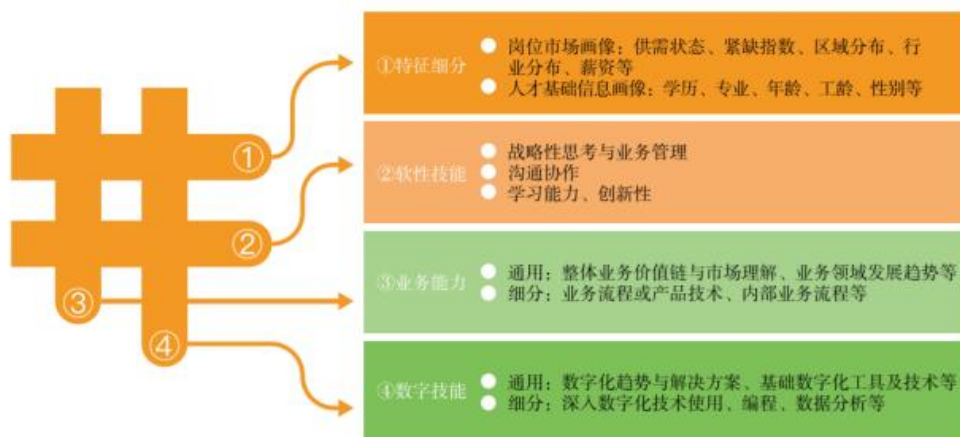 ①
②
③
④
①特征细分
岗位市场画像：供需状态、紧缺指数、区域分布、行
业分布、薪资等
人才基础信息画像：学历、专业、年龄、工龄、性别等
②软性技能
战略性思考与业务管理
沟通协作
学习能力、创新性
③业务能力
通用：整体业务价值链与市场理解、业务领域发展趋势等
细分：业务流程或产品技术、内部业务流程等
④数字技能
通用：数字化趋势与解决方案、基础数字化工具及技术等
细分：深入数字化技术使用、编程、数据分析等